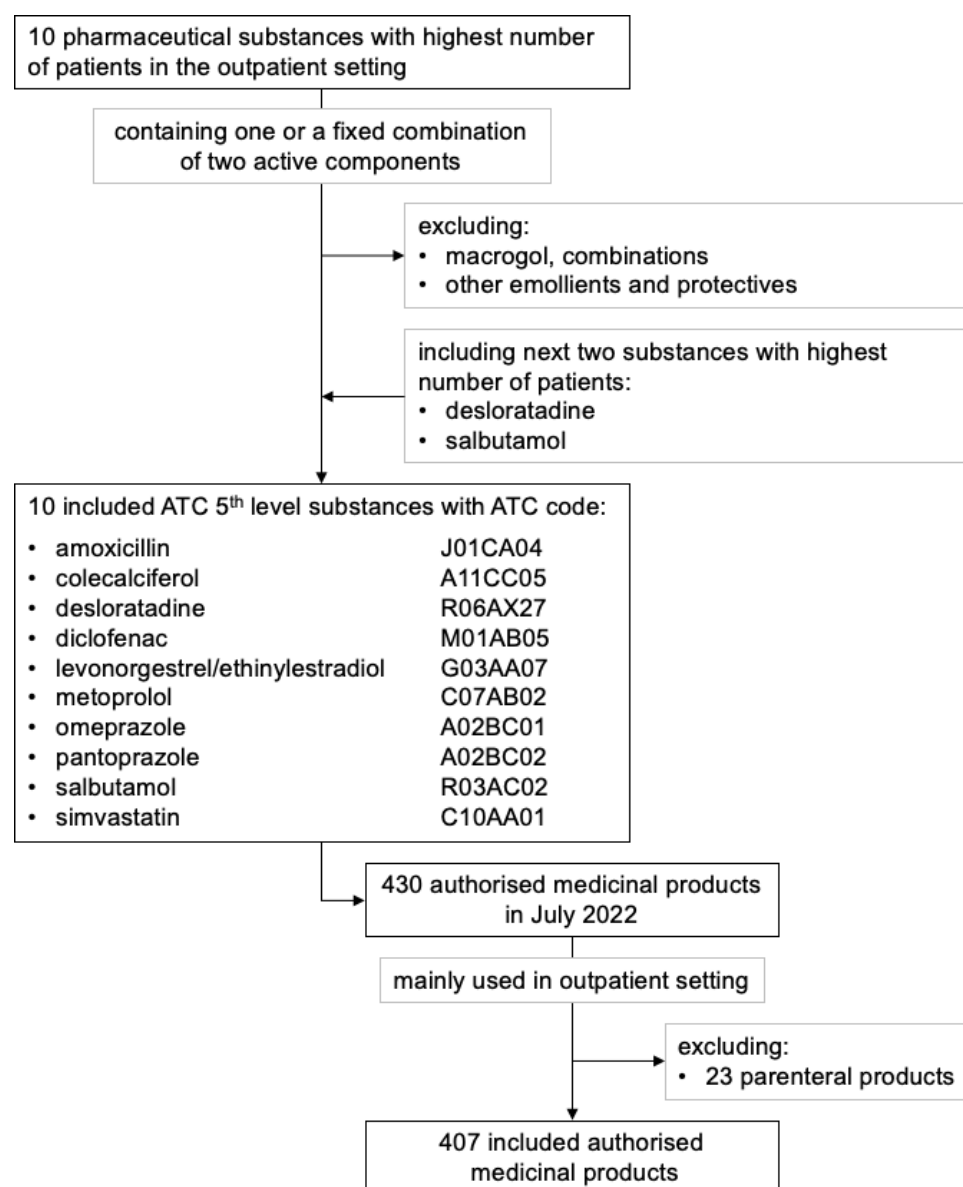 10 pharmaceutical substances with highest number
of patients in the outpatient setting
containing one or a fixed combination
of two active components
excluding:
• macrogol, combinations
• other emollients and protectives
including next two substances with highest
number of patients:
• desloratadine
• salbutamol
10 included ATC 5th level substances with ATC code:
• amoxicillin J01CA04
• colecalciferol A11CC05
• desloratadine R06AX27
• diclofenac M01AB05
• levonorgestrel/ethinylestradiol G03AA07
• metoprolol C07AB02
• omeprazole A02BC01
• pantoprazole A02BC02
• salbutamol R03AC02
• simvastatin C10AA01
430 authorised medicinal products
in July 2022
mainly used in outpatient setting
excluding:
• 23 parenteral products
407 included authorised
medicinal products